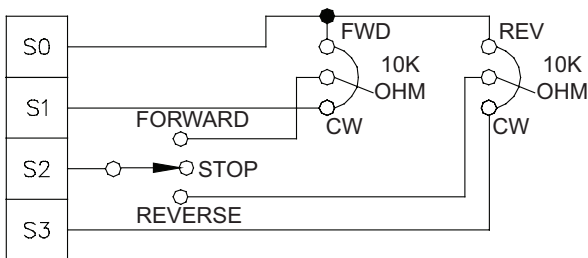 S0
FWD
REV
10K
OHM
10K
OHM
S1
FORWARD
CW
CW
S2
STOP
REVERSE
S3